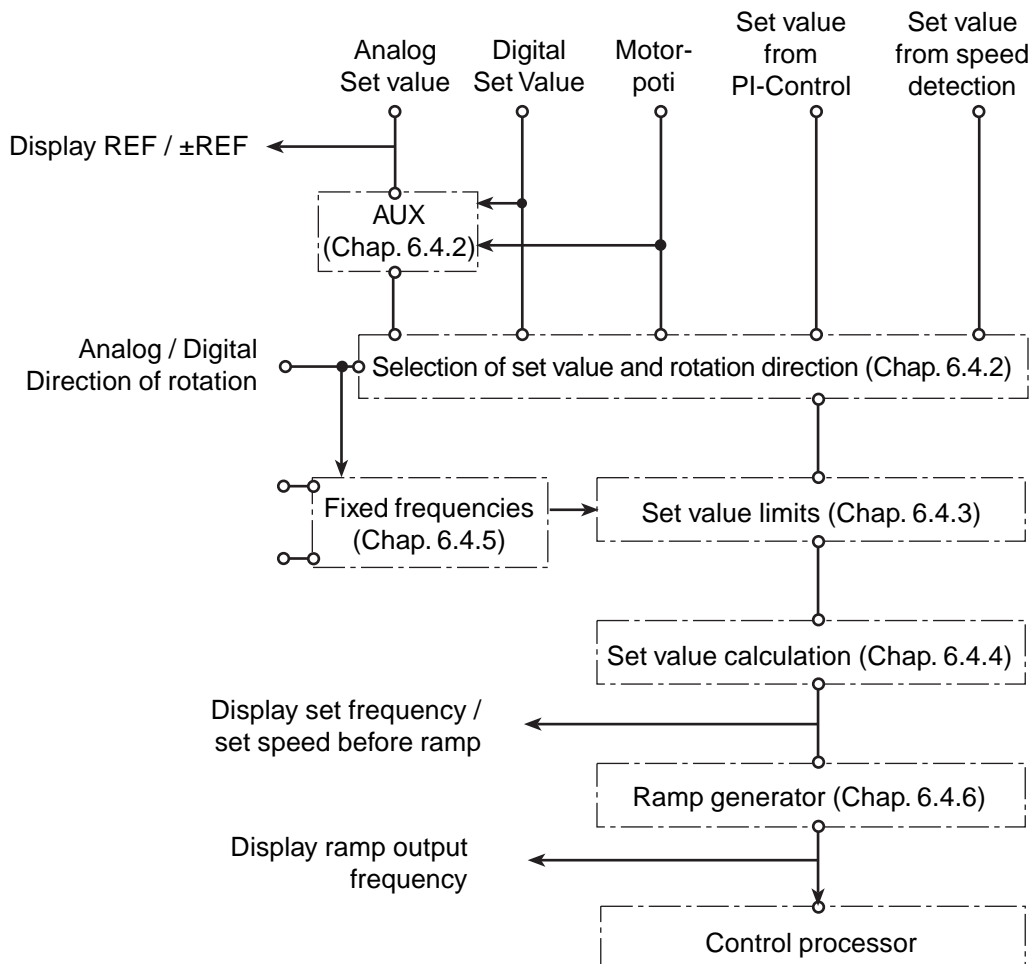 Analog
Set value
Digital
Set Value
Motor-
poti
Set value
from
PI-Control
Set value
from speed
detection
Display REF / ±REF
AUX
(Chap. 6.4.2)
Analog / Digital
Direction of rotation
Selection of set value and rotation direction (Chap. 6.4.2)
Fixed frequencies
(Chap. 6.4.5)
Set value limits (Chap. 6.4.3)
Set value calculation (Chap. 6.4.4)
Display set frequency /
set speed before ramp
Ramp generator (Chap. 6.4.6)
Display ramp output
frequency
Control processor